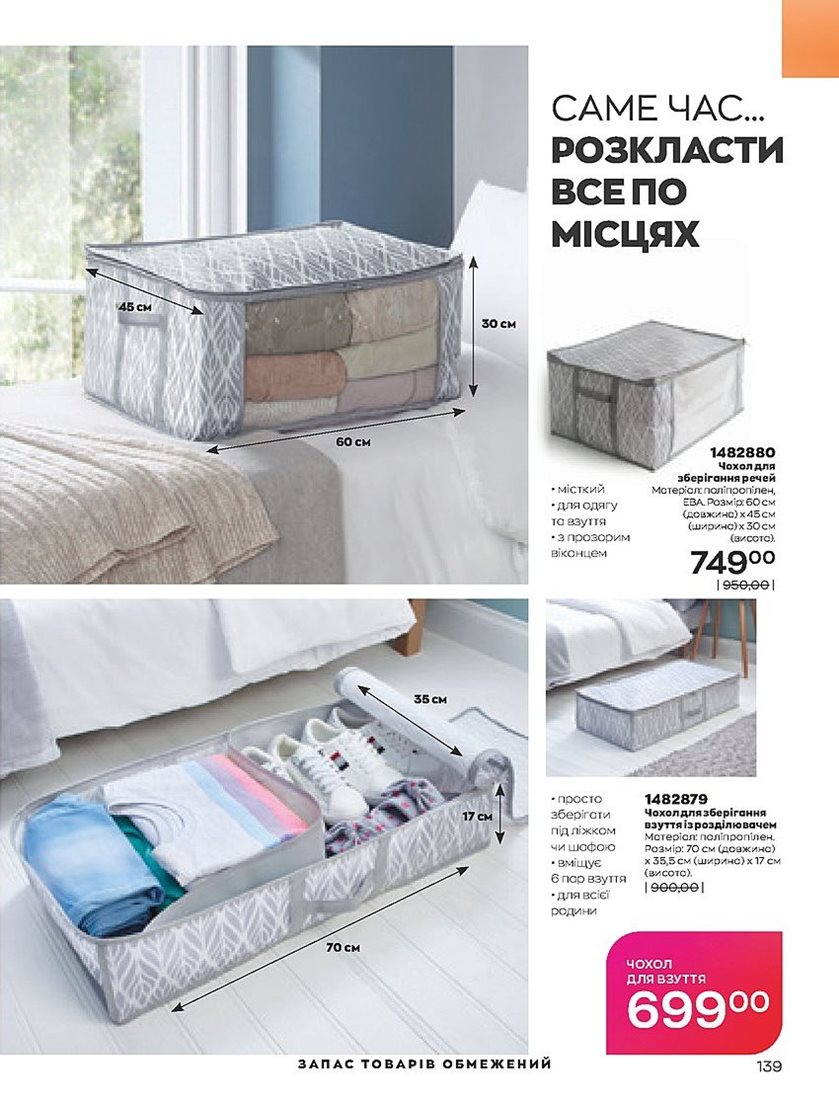 САМЕ ЧАС...
РОЗКЛАСТИ
ВСЕ ПО
МІСЦЯХ
45 см
30 см
60 см
• місткий
• для одягу
та взуття
• з прозорим
віконцем
1482880
Чохол для
зберігання речей
Матеріал: поліпропілен,
ЕВА. Розмір: 60 см
(довжина) х 45 см
(ширина) х 30 см
(висота).
749⁰⁰
| 950,00 |
35 см
17 см
70 см
• просто
зберігати
під ліжком
чи шафою
• вміщує
6 пар взуття
• для всієї
родини
1482879
Чохол для зберігання
взуття із розділювачем
Матеріал: поліпропілен.
Розмір: 70 см (довжина)
х 35,5 см (ширина) х 17 см
(висота).
| 900,00 |
ЧОХОЛ
ДЛЯ ВЗУТТЯ
699⁰⁰
ЗАПАС ТОВАРІВ ОБМЕЖЕНИЙ
139